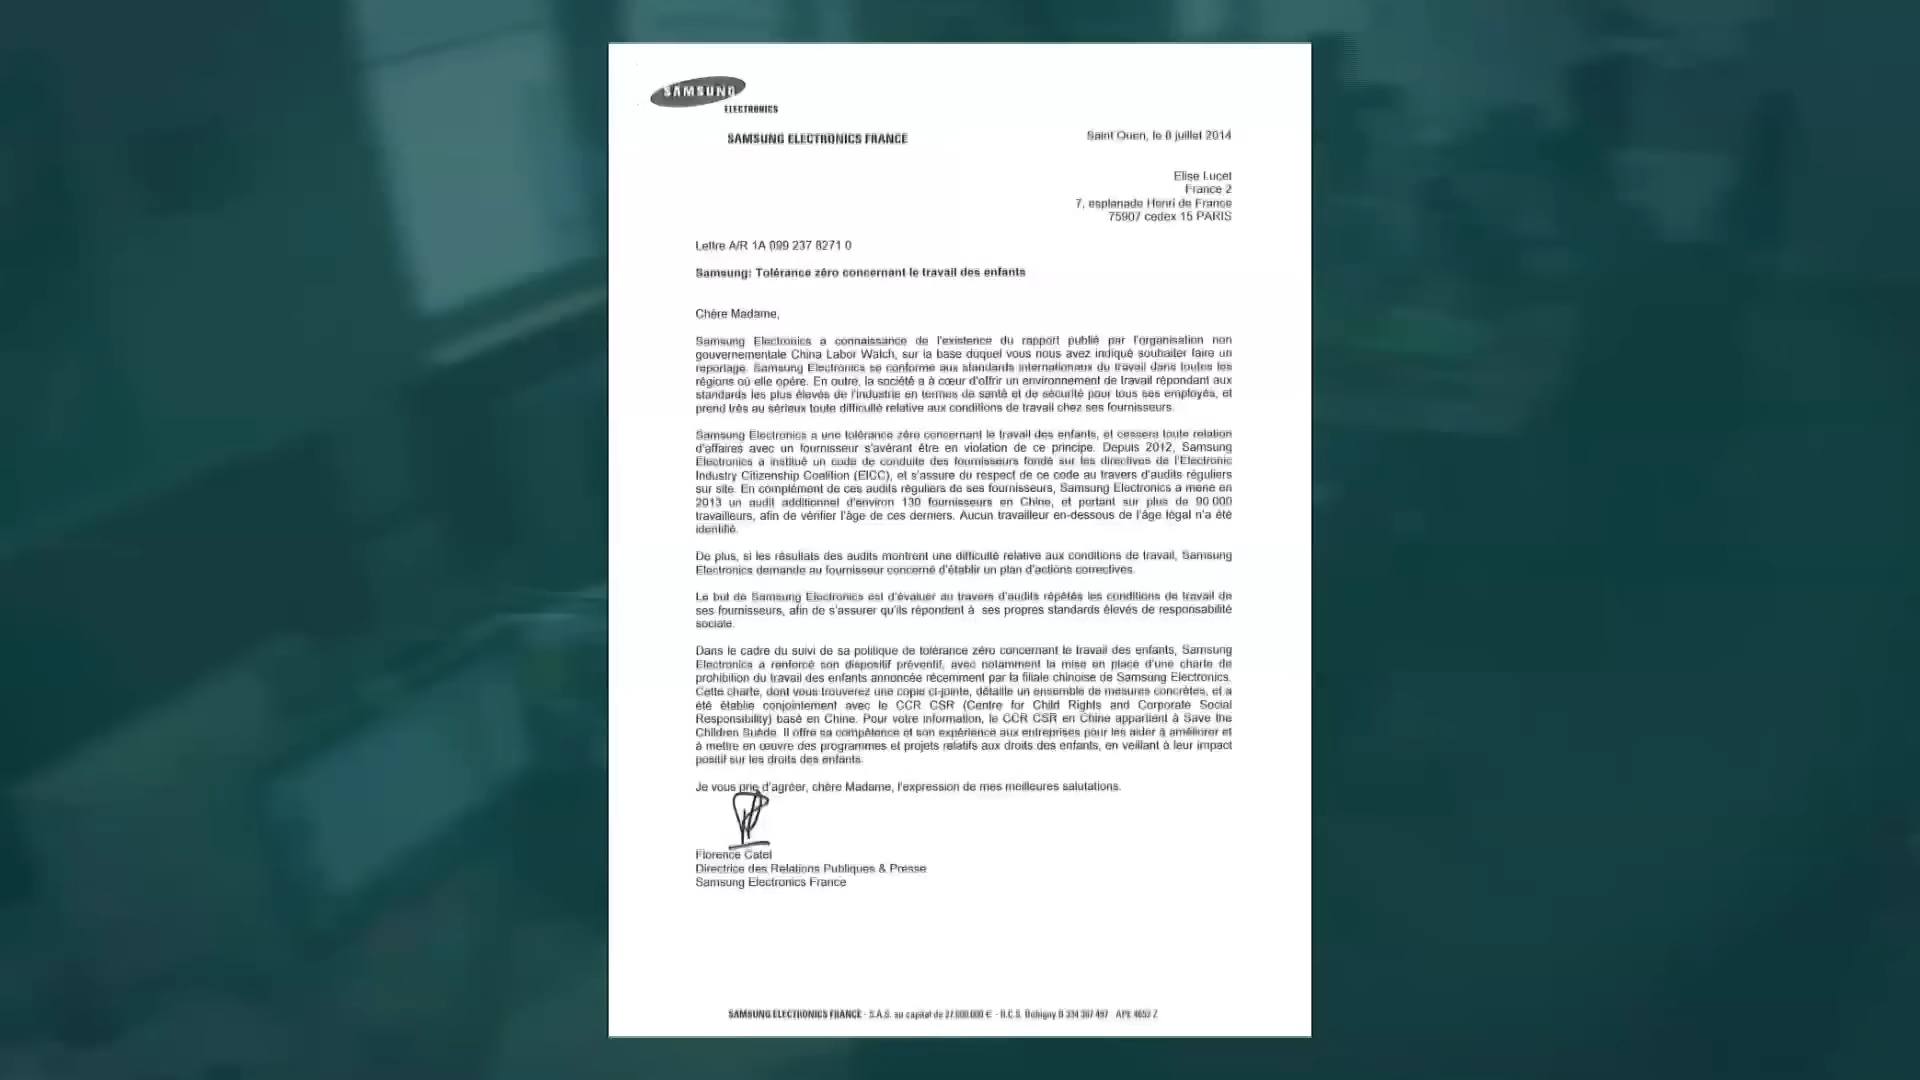 SAMSUNG
ELECTRONICS
SAMSUNG ELECTRONICS FRANCE
Saint Ouen, le 8 juillet 2014
Elise Lucet
France 2
7, esplanade Henri de France
75907 cedex 15 PARIS
Lettre A/R 1A 099 237 8271 0
Samsung: Tolérance zéro concernant le travail des enfants
Chère Madame,
Samsung Electronics a connaissance de l'existence du rapport publié par l'organisation non
gouvernementale China Labor Watch, sur la base duquel vous nous avez indiqué souhaiter faire un
reportage. Samsung Electronics se conforme aux standards internationaux du travail dans toutes les
régions où elle opère. En outre, la société a à cœur d'offrir un environnement de travail répondant aux
standards les plus élevés de l'industrie en termes de santé et de sécurité pour tous ses employés, et
prend très au sérieux toute difficulté relative aux conditions de travail chez ses fournisseurs.
Samsung Electronics a une tolérance zéro concernant le travail des enfants, et cessera toute relation
d'affaires avec un fournisseur s'avérant être en violation de ce principe. Depuis 2012, Samsung
Electronics a institué un code de conduite des fournisseurs fondé sur les directives de l'Electronic
Industry Citizenship Coalition (EICC), et s'assure du respect de ce code au travers d'audits réguliers
sur site. En complément de ces audits réguliers de ses fournisseurs, Samsung Electronics a mené en
2013 un audit additionnel d'environ 130 fournisseurs en Chine, et portant sur plus de 90 000
travailleurs, afin de vérifier l'âge de ces derniers. Aucun travailleur en-dessous de l'âge légal n'a été
identifié.
De plus, si les résultats des audits montrent une difficulté relative aux conditions de travail, Samsung
Electronics demande au fournisseur concerné d'établir un plan d'actions correctives.
Le but de Samsung Electronics est d'évaluer au travers d'audits répétés les conditions de travail de
ses fournisseurs, afin de s'assurer qu'ils répondent à ses propres standards élevés de responsabilité
sociale.
Dans le cadre du suivi de sa politique de tolérance zéro concernant le travail des enfants, Samsung
Electronics a renforcé son dispositif préventif, avec notamment la mise en place d'une charte de
prohibition du travail des enfants annoncée récemment par la filiale chinoise de Samsung Electronics.
Cette charte, dont vous trouverez une copie ci-jointe, détaille un ensemble de mesures concrètes, et a
été établie conjointement avec le CCR CSR (Centre for Child Rights and Corporate Social
Responsibility) basé en Chine. Pour votre information, le CCR CSR en Chine appartient à Save the
Children Suède. Il offre sa compétence et son expérience aux entreprises pour les aider à améliorer et
à mettre en œuvre des programmes et projets relatifs aux droits des enfants, en veillant à leur impact
positif sur les droits des enfants.
Je vous prie d'agréer, chère Madame, l'expression de mes meilleures salutations.
Florence Catel
Directrice des Relations Publiques & Presse
Samsung Electronics France
SAMSUNG ELECTRONICS FRANCE - S.A.S. au capital de 27.000.000 € - R.C.S. Bobigny B 334 367 497 APE 4652 Z